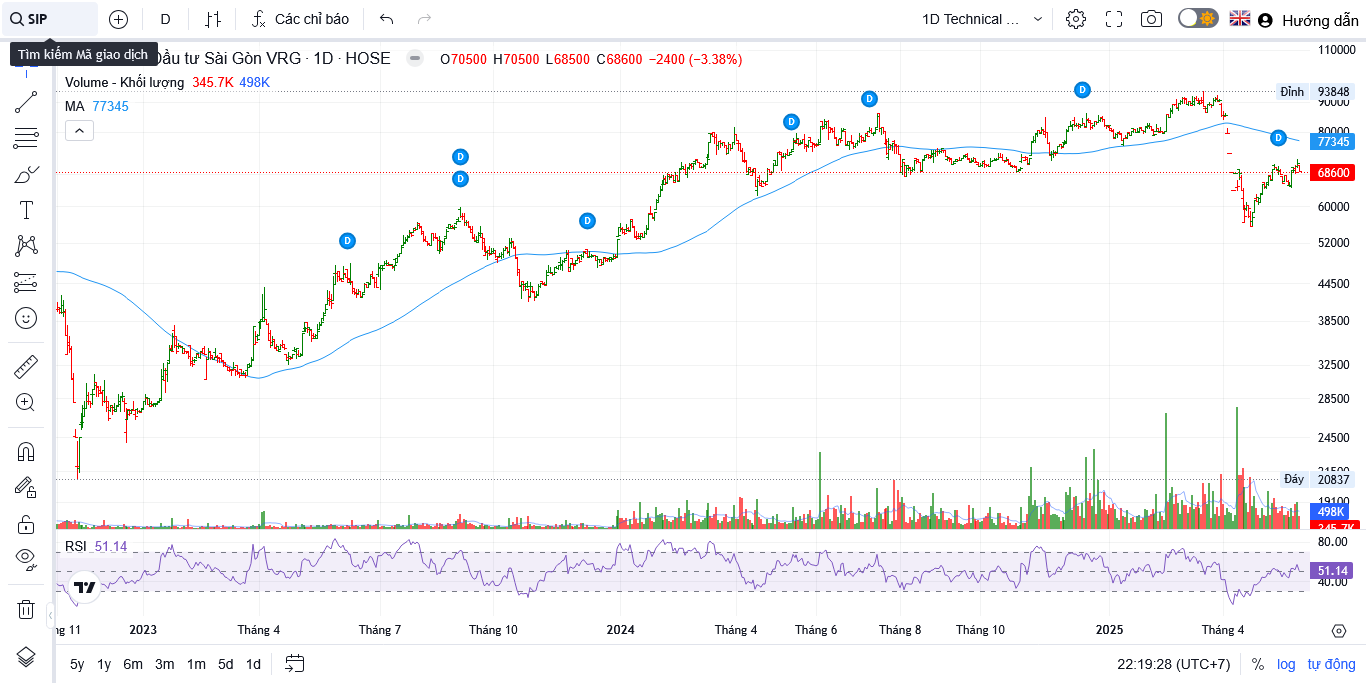 SIP
D
Các chỉ báo
1D Technical ...
Hướng dẫn
Tìm kiếm Mã giao dịch
Đầu tư Sài Gòn VRG · 1D · HOSE
O70500 H70500 L68500 C68600 −2400 (−3.38%)
Volume - Khối lượng 345.7K 498K
MA 77345
110000
Đỉnh 93848
90000
80000
77345
68600
60000
52000
44500
38500
32500
28500
24500
21500
Đáy 20837
19100
498K
345.7K
D
D
D
D
D
D
D
D
RSI 51.14
80.00
51.14
40.00
ng 11 2023 Tháng 4 Tháng 7 Tháng 10 2024 Tháng 4 Tháng 6 Tháng 8 Tháng 10 2025 Tháng 4
5y 1y 6m 3m 1m 5d 1d
22:19:28 (UTC+7) % log tự động